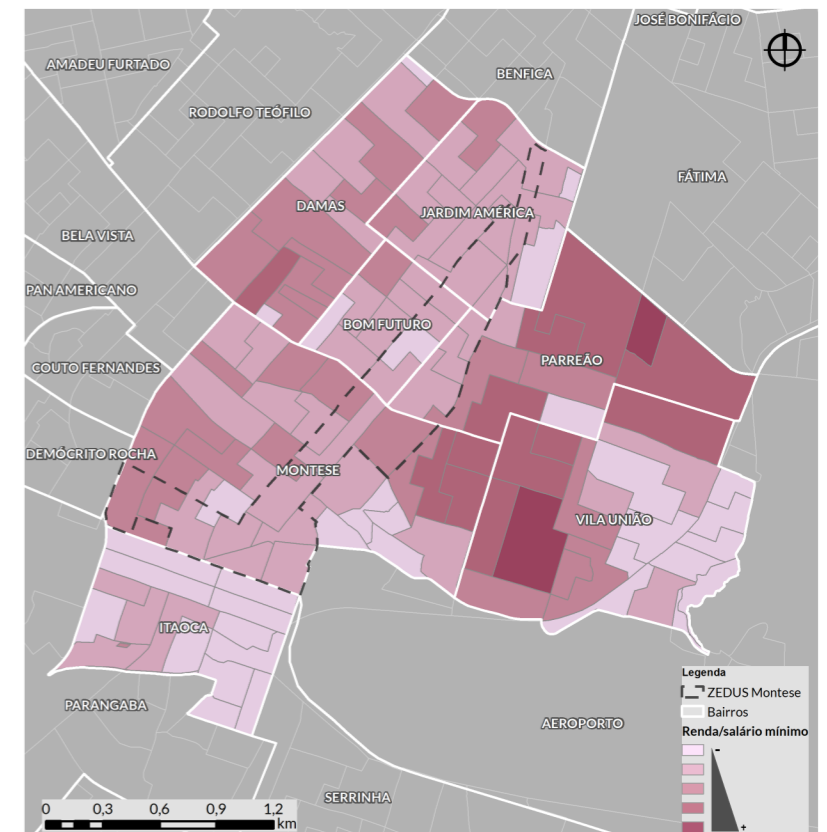 JOSÉ BONIFÁCIO
AMADEU FURTADO
BENFICA
RODOLFO TEÓFILO
FÁTIMA
DAMAS
JARDIM AMÉRICA
BELA VISTA
PAN AMERICANO
BOM FUTURO
PARREÃO
COUTO FERNANDES
DEMÓCRITO ROCHA
MONTESE
VILA UNIÃO
ITAOCA
PARANGABA
AEROPORTO
SERRINHA
Legenda
ZEDUS Montese
Bairros
Renda/salário mínimo
-
+
0 0,3 0,6 0,9 1,2
km